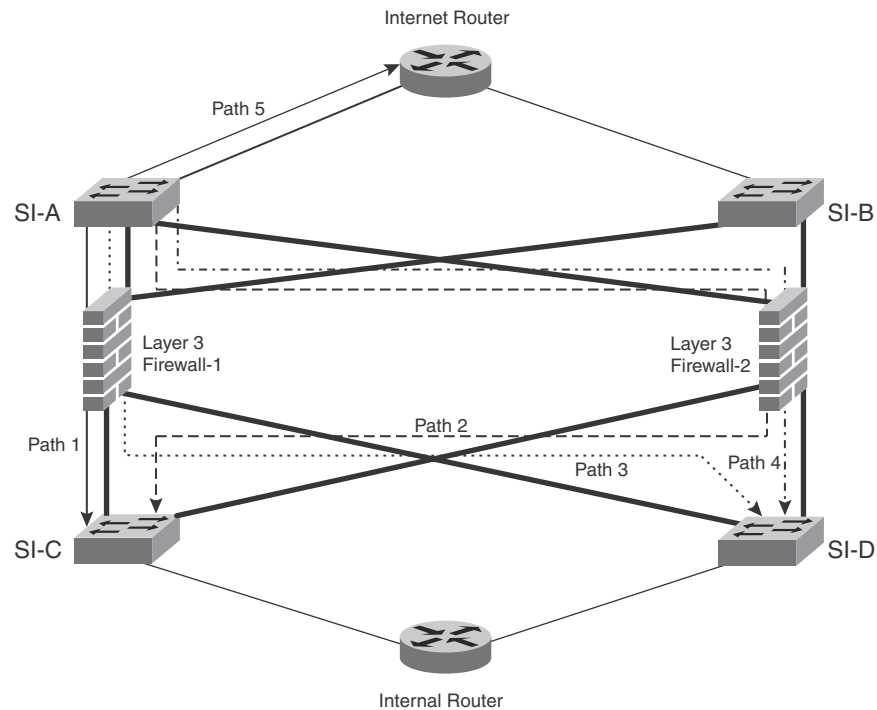 Internet Router
Path 5
SI-A
SI-B
Layer 3
Firewall-1
Layer 3
Firewall-2
Path 1
Path 2
Path 3
Path 4
SI-C
SI-D
Internal Router